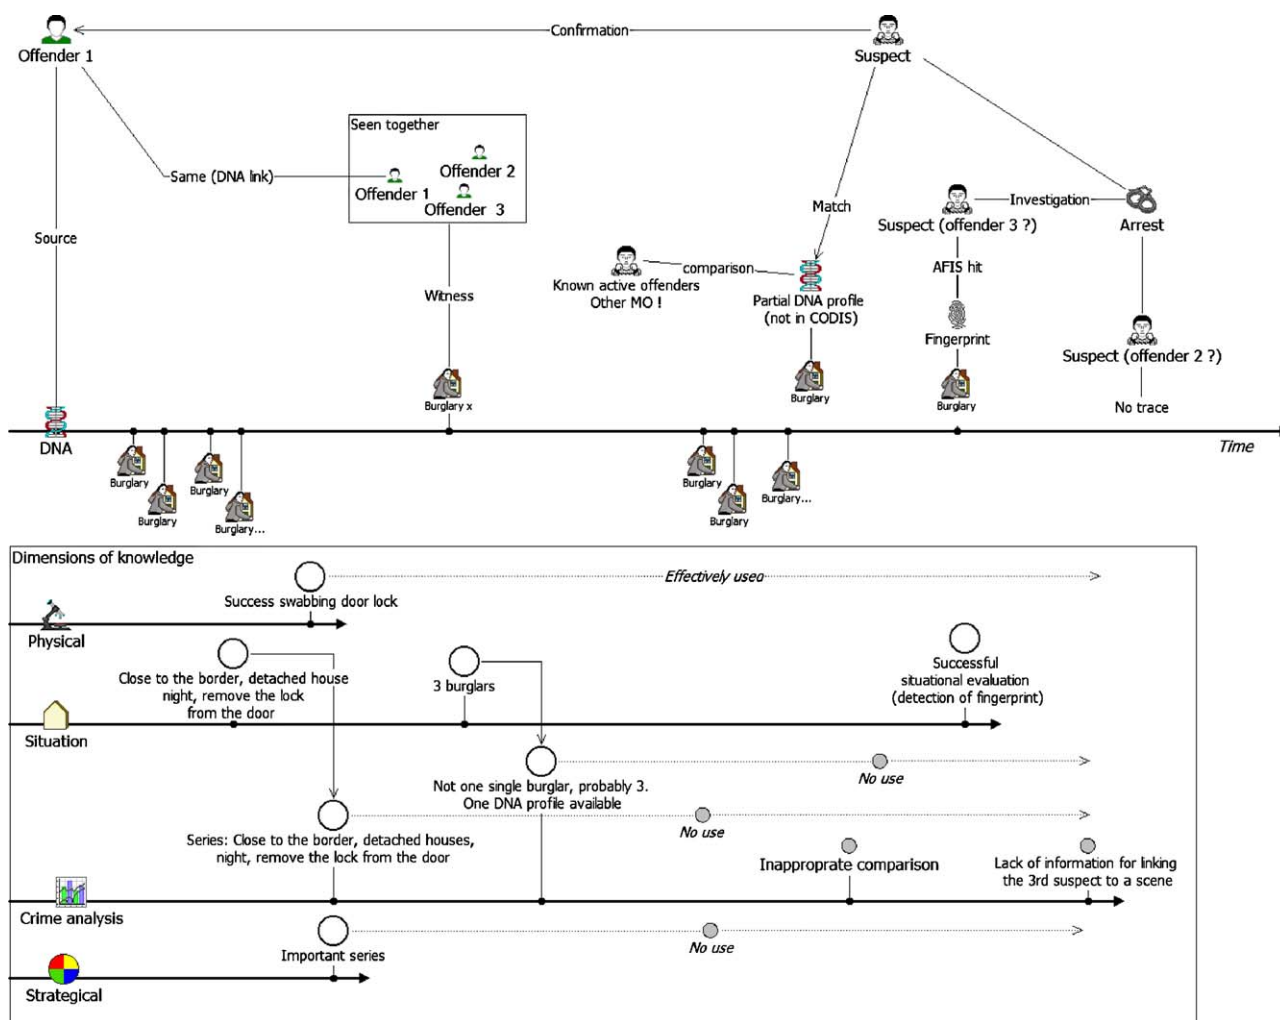 Confirmation
Offender 1
Suspect
Seen together
Offender 2
Same (DNA link)
Offender 1
Offender 3
Match
Investigation
Suspect (offender 3 ?)
Arrest
Source
comparison
AFIS hit
Known active offenders
Other MO !
Witness
Partial DNA profile
(not in CODIS)
Fingerprint
Suspect (offender 2 ?)
Burglary x
Burglary
Burglary
No trace
DNA
Time
Burglary
Burglary
Burglary
Burglary...
Burglary
Burglary
Burglary...
Dimensions of knowledge
Effectively used
Success swabbing door lock
Physical
Close to the border, detached house
night, remove the lock
from the door
3 burglars
Successful
situational evaluation
(detection of fingerprint)
Situation
Not one single burglar, probably 3.
One DNA profile available
No use
Series: Close to the border, detached houses,
night, remove the lock from the door
No use
Inapproprate comparison
Lack of information for linking
the 3rd suspect to a scene
Crime analysis
Important series
No use
Strategical